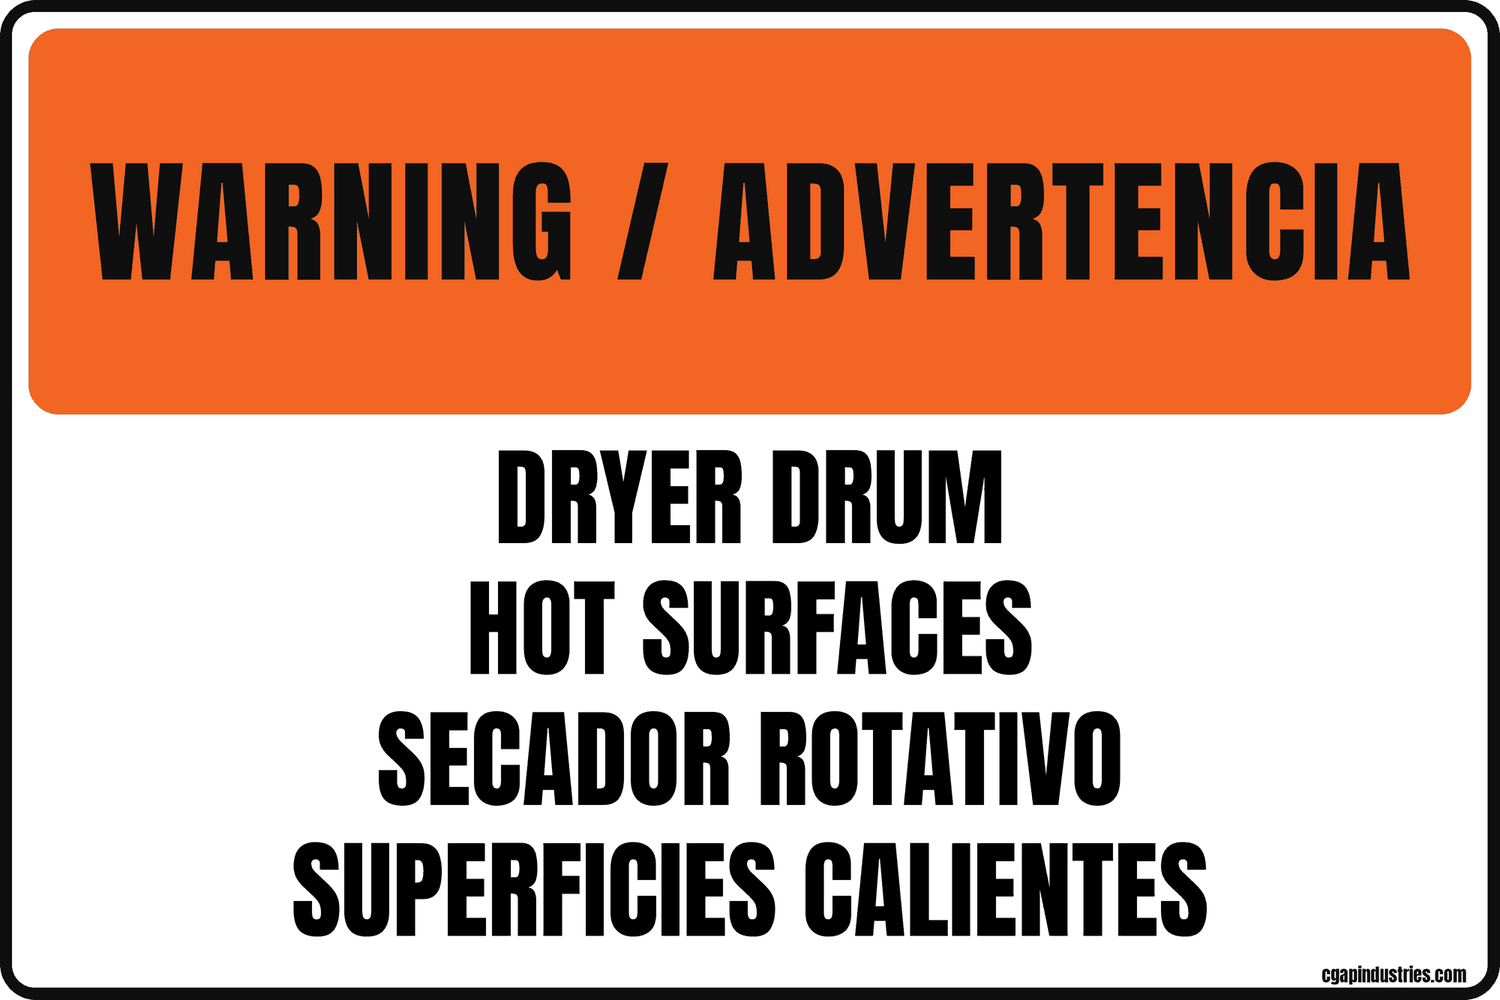 WARNING / ADVERTENCIA
DRYER DRUM
HOT SURFACES
SECADOR ROTATIVO
SUPERFICIES CALIENTES
cgapindustries.com